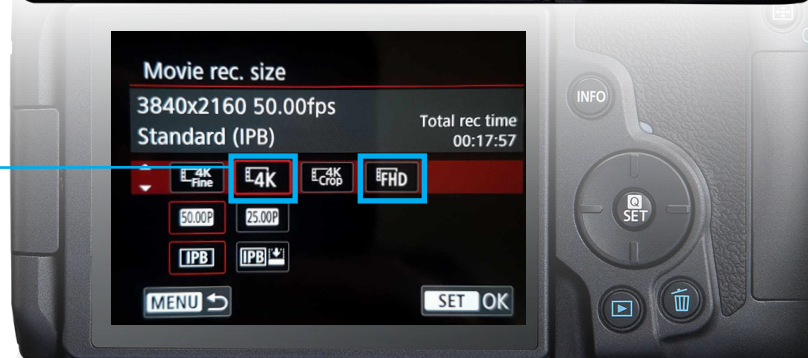 Movie rec. size
3840x2160 50.00fps
Standard (IPB)
Total rec time
00:17:57
4K Fine
4K
4K Crop
FHD
50.00P
25.00P
IPB
IPB
MENU
SET OK
INFO
Q
SET